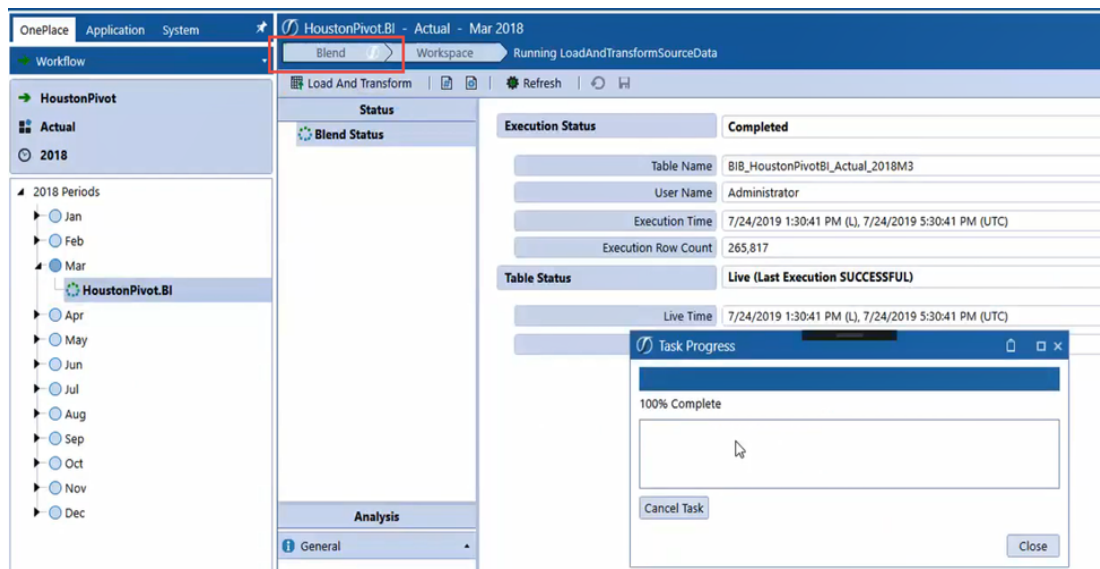 OnePlace Application System
Workflow
HoustonPivot
Actual
2018
2018 Periods
Jan
Feb
Mar
HoustonPivot.BI
Apr
May
Jun
Jul
Aug
Sep
Oct
Nov
Dec
HoustonPivot.BI - Actual - Mar 2018
Blend Workspace Running LoadAndTransformSourceData
Load And Transform Refresh
Status
Blend Status
Analysis
General
Execution Status Completed
Table Name BIB_HoustonPivotBI_Actual_2018M3
User Name Administrator
Execution Time 7/24/2019 1:30:41 PM (L), 7/24/2019 5:30:41 PM (UTC)
Execution Row Count 265,817
Table Status Live (Last Execution SUCCESSFUL)
Live Time 7/24/2019 1:30:41 PM (L), 7/24/2019 5:30:41 PM (UTC)
Task Progress
100% Complete
Cancel Task
Close